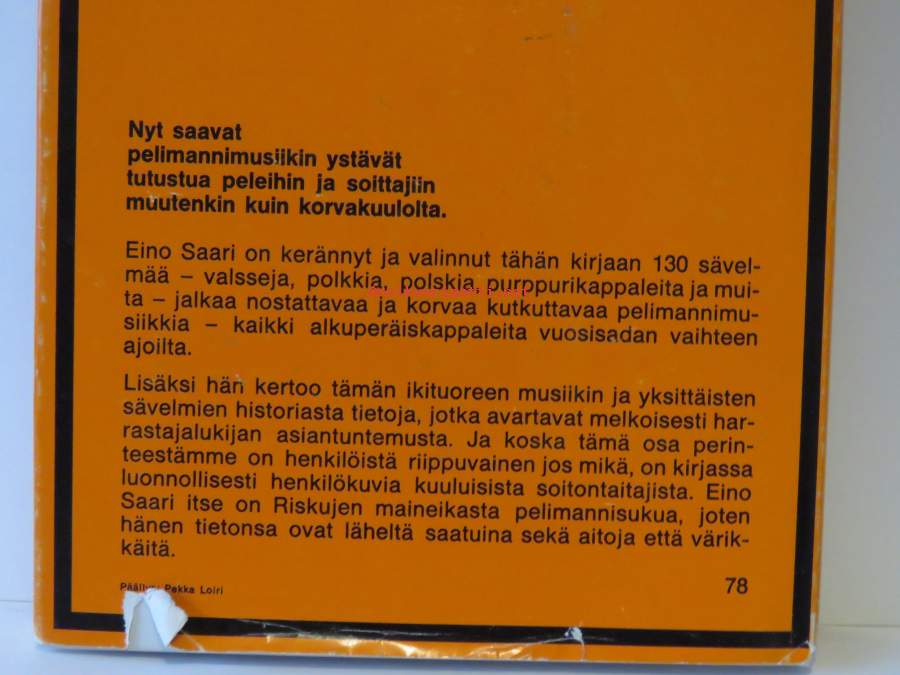 Nyt saavat
pelimannimusiikin ystävät
tutustua peleihin ja soittajiin
muutenkin kuin korvakuulolta.
Eino Saari on kerännyt ja valinnut tähän kirjaan 130 sävel-
mää – valsseja, polkkia, polskia, purppurikappaleita ja mui-
ta – jalkaa nostattavaa ja korvaa kutkuttavaa pelimannimu-
siikkia – kaikki alkuperäiskappaleita vuosisadan vaihteen
ajoilta.
Lisäksi hän kertoo tämän ikituoreen musiikin ja yksittäisten
sävelmien historiasta tietoja, jotka avartavat melkoisesti har-
rastajalukijan asiantuntemusta. Ja koska tämä osa perin-
teestämme on henkilöistä riippuvainen jos mikä, on kirjassa
luonnollisesti henkilökuvia kuuluisista soitontaitajista. Eino
Saari itse on Riskujen maineikasta pelimannisukua, joten
hänen tietonsa ovat läheltä saatuina sekä aitoja että värik-
käitä.
Pekka Loiri 78